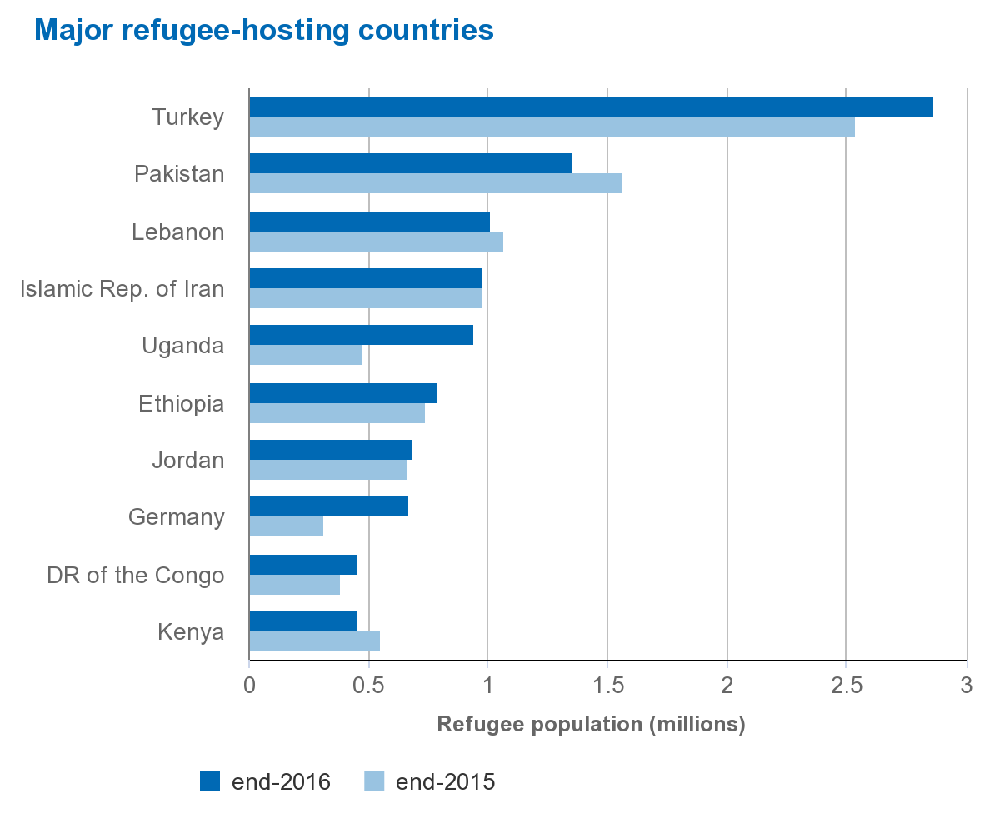 Major refugee-hosting countries
Turkey
Pakistan
Lebanon
Islamic Rep. of Iran
Uganda
Ethiopia
Jordan
Germany
DR of the Congo
Kenya
0 0.5 1 1.5 2 2.5 3
Refugee population (millions)
end-2016 end-2015